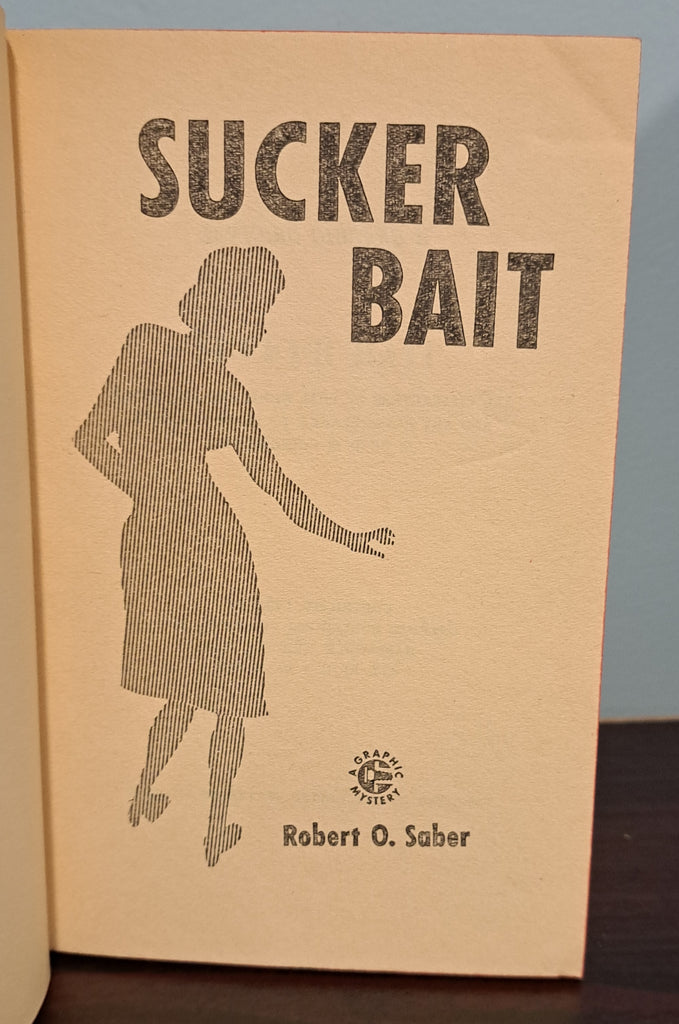 SUCKER
BAIT
A GRAPHIC
MYSTERY
Robert O. Saber